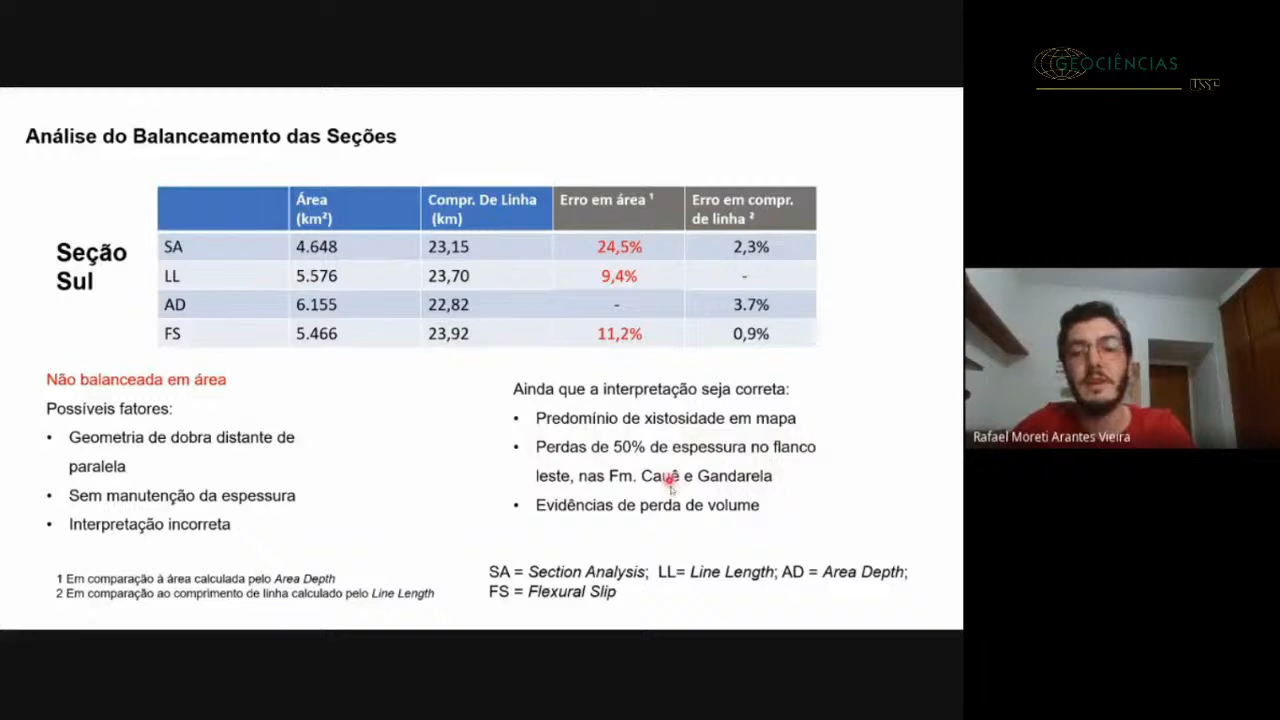 GEOCIÊNCIAS
USP
Análise do Balanceamento das Seções
Área (km²) Compr. De Linha (km) Erro em área ¹ Erro em compr. de linha ²
Seção Sul
SA 4.648 23,15 24,5% 2,3%
LL 5.576 23,70 9,4% -
AD 6.155 22,82 - 3.7%
FS 5.466 23,92 11,2% 0,9%
Não balanceada em área
Possíveis fatores:
• Geometria de dobra distante de
paralela
• Sem manutenção da espessura
• Interpretação incorreta
Ainda que a interpretação seja correta:
• Predomínio de xistosidade em mapa
• Perdas de 50% de espessura no flanco
leste, nas Fm. Cauê e Gandarela
• Evidências de perda de volume
1 Em comparação à área calculada pelo Area Depth
2 Em comparação ao comprimento de linha calculado pelo Line Length
SA = Section Analysis; LL= Line Length; AD = Area Depth;
FS = Flexural Slip
Rafael Moreti Arantes Vieira